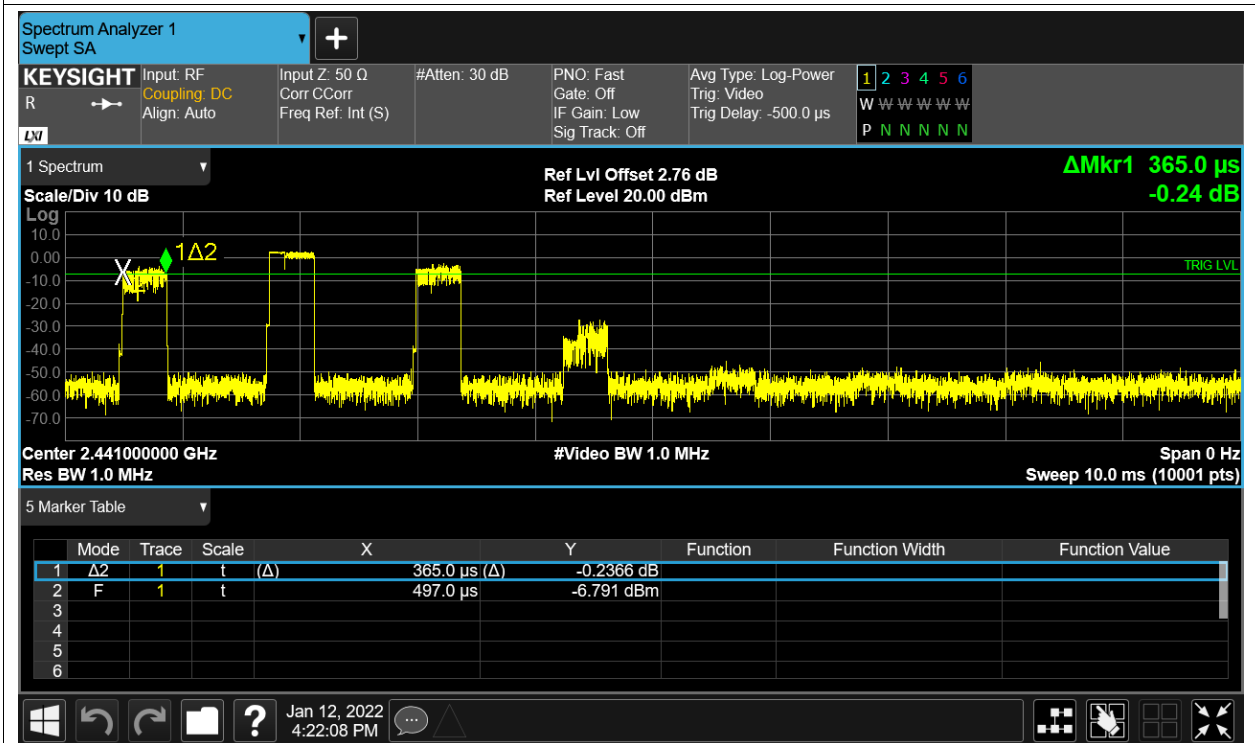 Spectrum Analyzer 1
Swept SA
KEYSIGHT
R
LXI
Input: RF
Coupling: DC
Align: Auto
Input Z: 50 Ω
Corr CCorr
Freq Ref: Int (S)
#Atten: 30 dB
PNO: Fast
Gate: Off
IF Gain: Low
Sig Track: Off
Avg Type: Log-Power
Trig: Video
Trig Delay: -500.0 µs
1 2 3 4 5 6
W W W W W W
P N N N N N
1 Spectrum
Scale/Div 10 dB
Ref Lvl Offset 2.76 dB
Ref Level 20.00 dBm
ΔMkr1 365.0 µs
-0.24 dB
Log
10.0
0.00
-10.0
-20.0
-30.0
-40.0
-50.0
-60.0
-70.0
1Δ2
TRIG LVL
Center 2.441000000 GHz
#Video BW 1.0 MHz
Span 0 Hz
Res BW 1.0 MHz
Sweep 10.0 ms (10001 pts)
5 Marker Table
Mode Trace Scale X Y Function Function Width Function Value
1 Δ2 1 t (Δ) 365.0 µs (Δ) -0.2366 dB
2 F 1 t 497.0 µs -6.791 dBm
3
4
5
6
?
Jan 12, 2022
4:22:08 PM